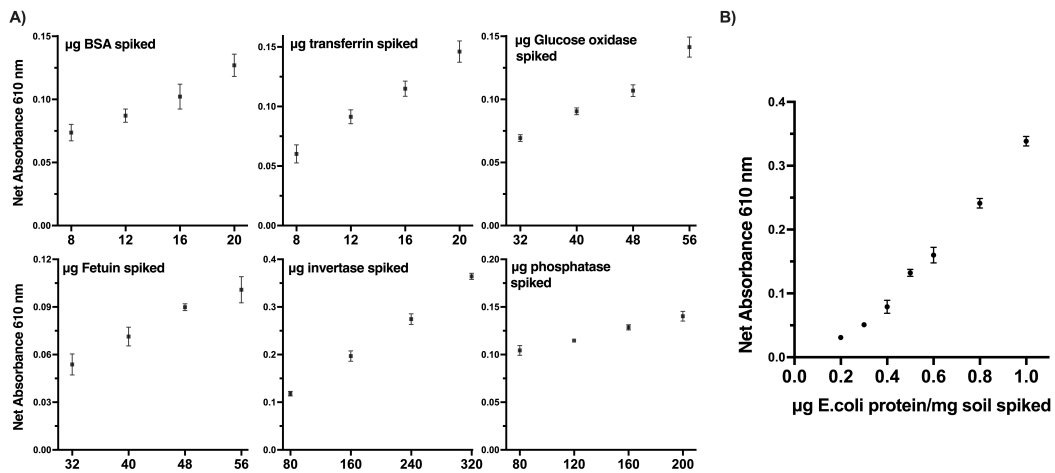 A)
B)
µg BSA spiked
Net Absorbance 610 nm
0.15
0.10
0.05
0.00
8 12 16 20
µg transferrin spiked
0.15
0.10
0.05
0.00
8 12 16 20
µg Glucose oxidase
spiked
0.15
0.10
0.05
0.00
32 40 48 56
µg Fetuin spiked
Net Absorbance 610 nm
0.12
0.09
0.06
0.03
0.00
32 40 48 56
µg invertase spiked
0.4
0.3
0.2
0.1
0.0
80 160 240 320
µg phosphatase
spiked
0.20
0.15
0.10
0.05
0.00
80 120 160 200
Net Absorbance 610 nm
0.4
0.3
0.2
0.1
0.0
0.0 0.2 0.4 0.6 0.8 1.0
µg E.coli protein/mg soil spiked